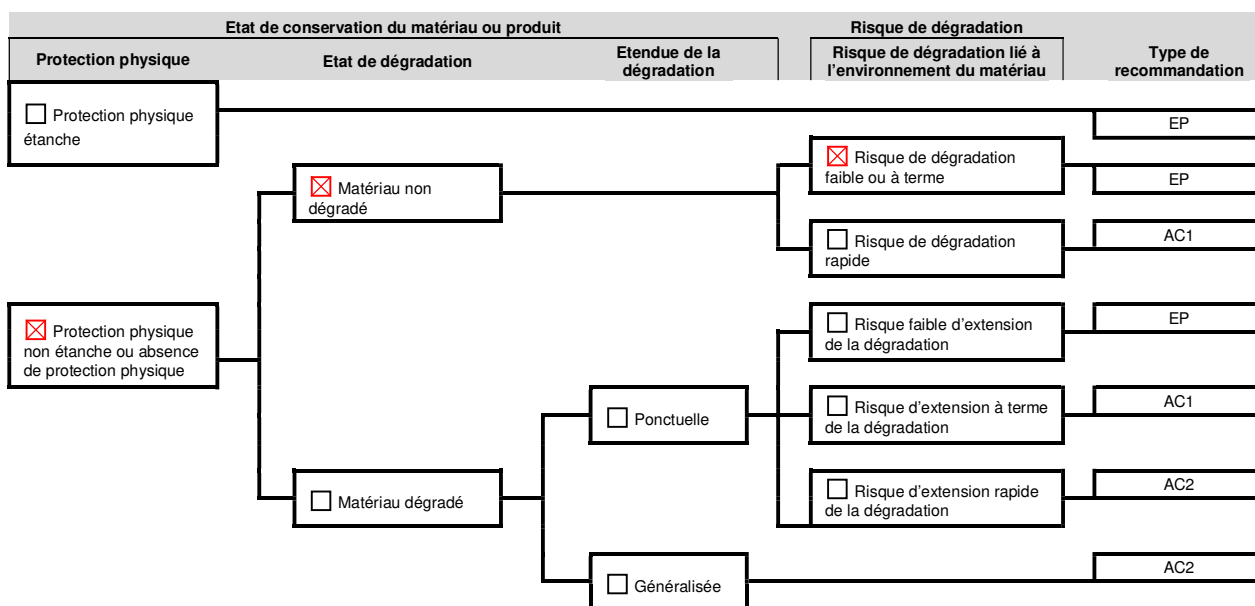 Etat de conservation du matériau ou produit
Risque de dégradation
Protection physique
Etat de dégradation
Etendue de la
dégradation
Risque de dégradation lié à
l'environnement du matériau
Type de
recommandation
Protection physique
étanche
EP
Matériau non
dégradé
Risque de dégradation
faible ou à terme
EP
Risque de dégradation
rapide
AC1
Protection physique
non étanche ou absence
de protection physique
Risque faible d'extension
de la dégradation
EP
Ponctuelle
Risque d'extension à terme
de la dégradation
AC1
Matériau dégradé
Risque d'extension rapide
de la dégradation
AC2
Généralisée
AC2